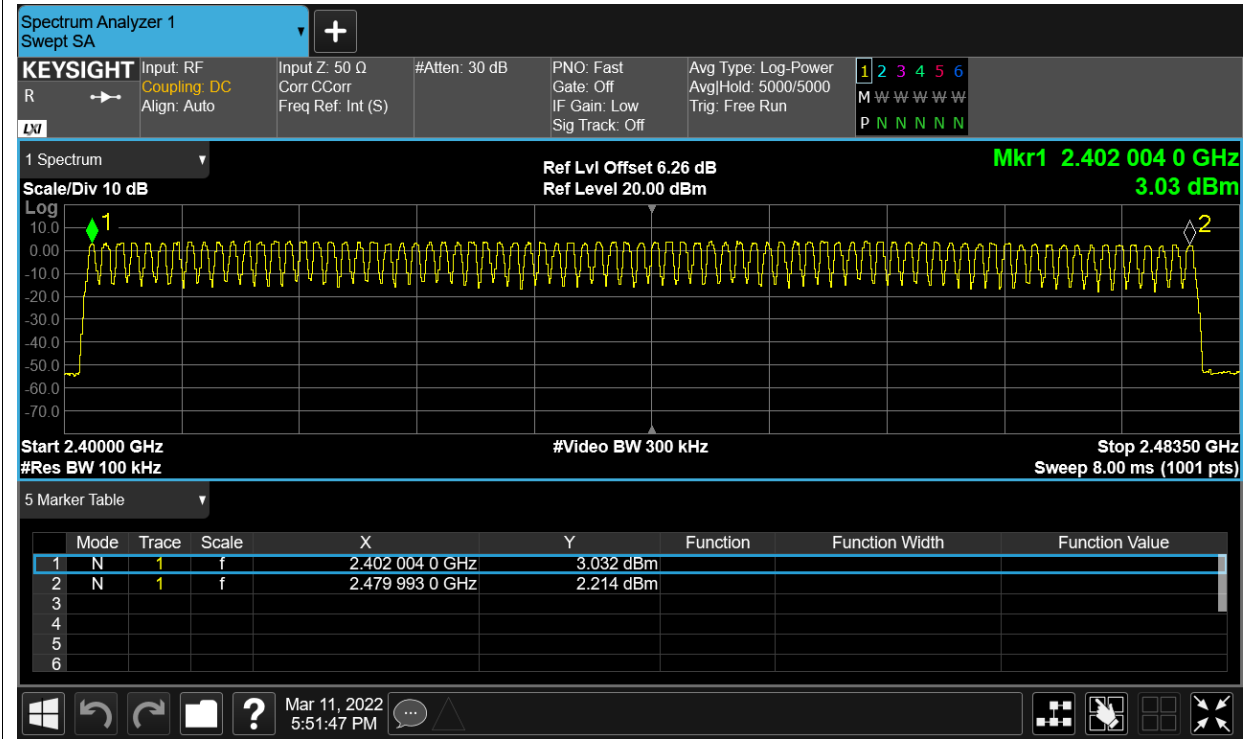 Spectrum Analyzer 1
Swept SA
+
KEYSIGHT Input: RF Input Z: 50 Ω #Atten: 30 dB PNO: Fast Avg Type: Log-Power 1 2 3 4 5 6
R Coupling: DC Corr CCorr Gate: Off Avg|Hold: 5000/5000 M W W W W W
Align: Auto Freq Ref: Int (S) IF Gain: Low Trig: Free Run
LXI Sig Track: Off P N N N N N
1 Spectrum Ref Lvl Offset 6.26 dB Mkr1 2.402 004 0 GHz
Scale/Div 10 dB Ref Level 20.00 dBm 3.03 dBm
Log
1 2
10.0
0.00
-10.0
-20.0
-30.0
-40.0
-50.0
-60.0
-70.0
Start 2.40000 GHz #Video BW 300 kHz Stop 2.48350 GHz
#Res BW 100 kHz Sweep 8.00 ms (1001 pts)
5 Marker Table
Mode Trace Scale X Y Function Function Width Function Value
1 N 1 f 2.402 004 0 GHz 3.032 dBm
2 N 1 f 2.479 993 0 GHz 2.214 dBm
3
4
5
6
? Mar 11, 2022
5:51:47 PM